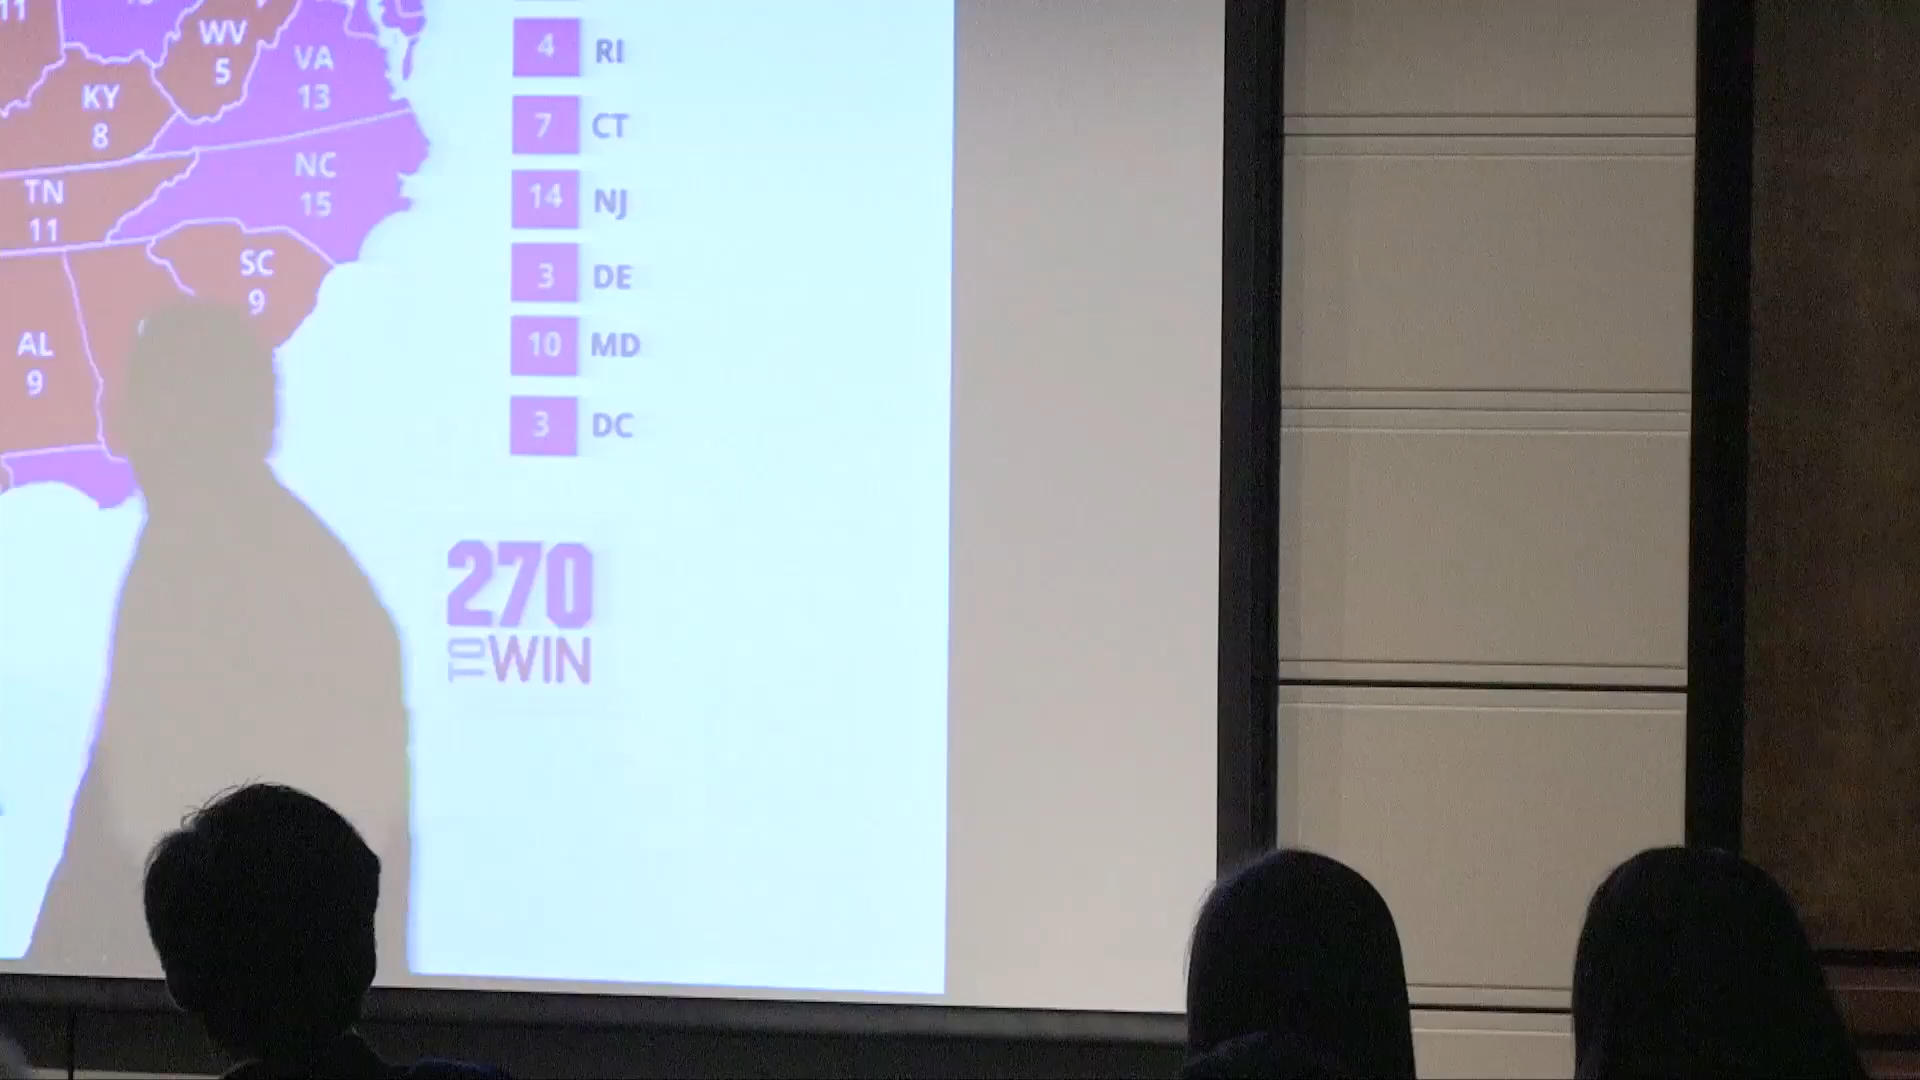 11
WV
5
VA
13
KY
8
NC
15
TN
11
SC
9
AL
9
4 RI
7 CT
14 NJ
3 DE
10 MD
3 DC
270
TO WIN